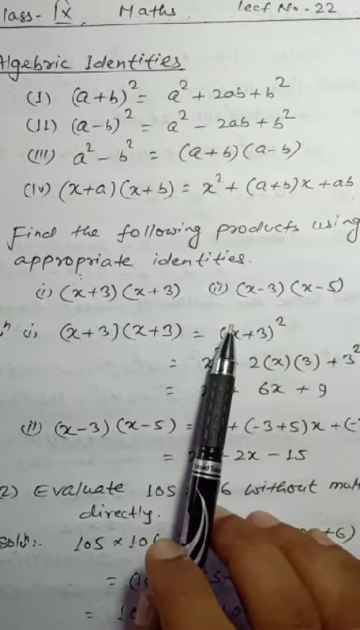 lass- IX Maths. Lecf No. 22
Algebric Identities
(I) (a+b)² = a² + 2ab + b²
(II) (a-b)² = a² - 2ab + b²
(III) a² - b² = (a+b)(a-b)
(IV) (x+a)(x+b) = x² + (a+b)x + ab
Find the following products using
appropriate identities.
(i) (x+3)(x+3) (ii) (x-3)(x-5)
i) (x+3)(x+3) = (x+3)²
= 2(x)(3) + 3²
= 6x + 9
(ii) (x-3)(x-5) = + (-3+5)x + (-
= 2x - 15
2) Evaluate 105 6 without mul
directly.
Soln:. 105 × 106 +6)
= (10
= 10